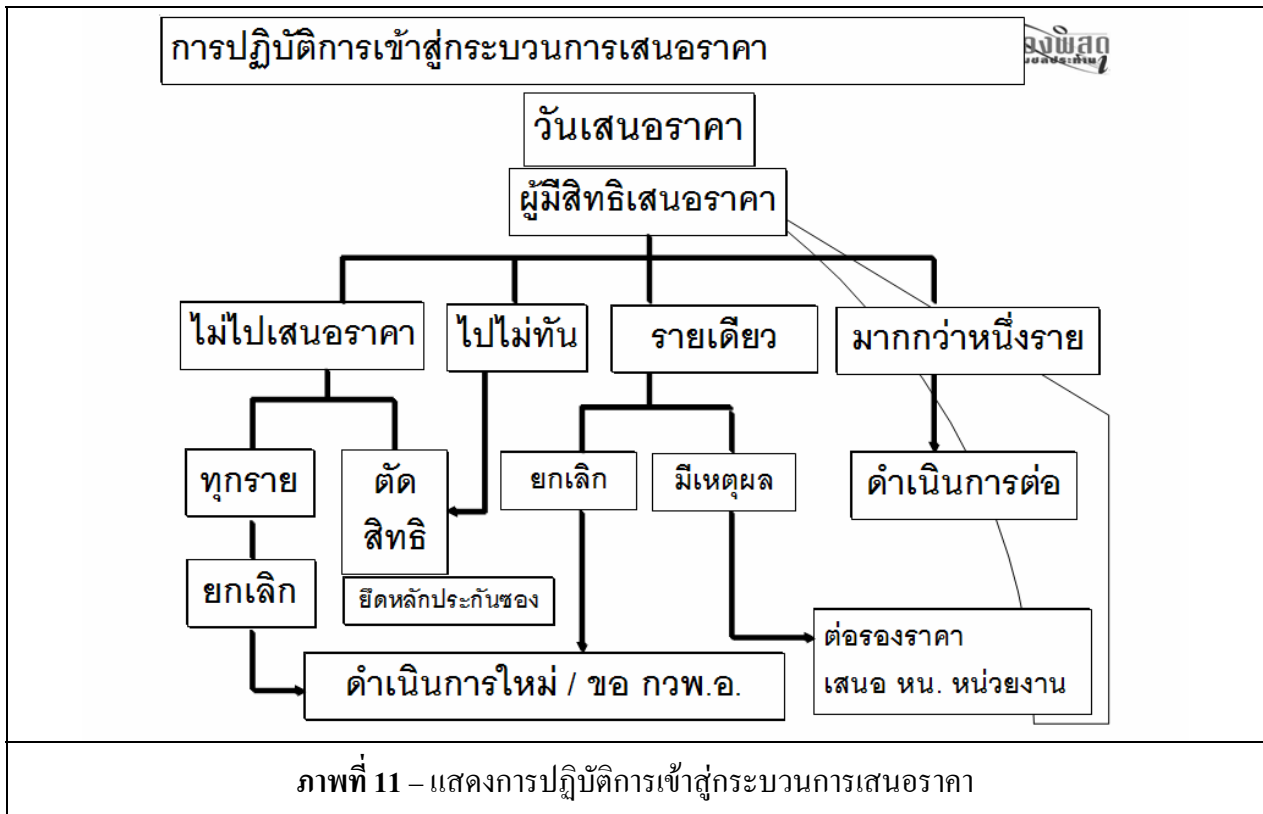 การปฏิบัติการเข้าสู่กระบวนการเสนอราคา
องพัสดุ
วันเสนอราคา
ผู้มีสิทธิเสนอราคา
ไม่ไปเสนอราคา
ไปไม่ทัน
รายเดียว
มากกว่าหนึ่งราย
ทุกราย
ตัด
สิทธิ
ยกเลิก
มีเหตุผล
ดำเนินการต่อ
ยกเลิก
ยึดหลักประกันซอง
ต่อรองราคา
เสนอ หน. หน่วยงาน
ดำเนินการใหม่ / ขอ กวพ.อ.
ภาพที่ 11 – แสดงการปฏิบัติการเข้าสู่กระบวนการเสนอราคา